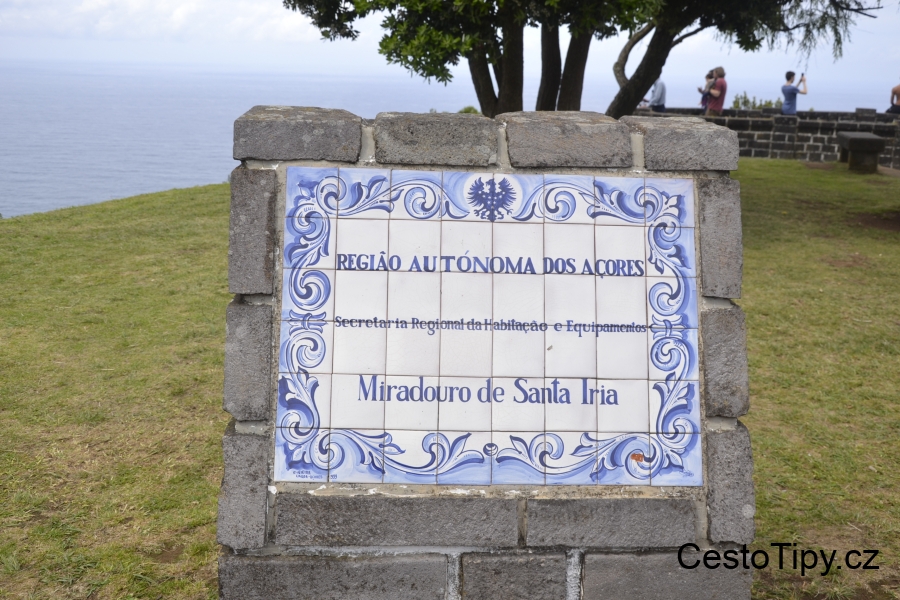 REGIÃO AUTÓNOMA DOS AÇORES
Secretaria Regional da Habitação e Equipamentos
Miradouro de Santa Iria
CestoTipy.cz